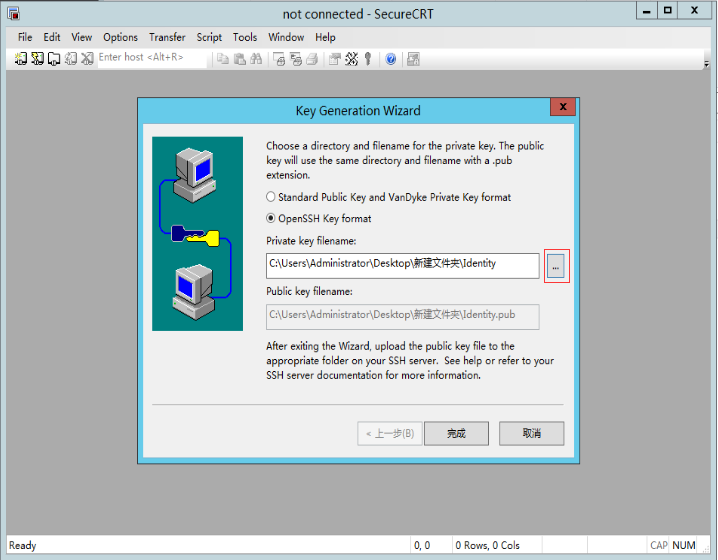 not connected - SecureCRT
File Edit View Options Transfer Script Tools Window Help
Enter host <Alt+R>
Key Generation Wizard
Choose a directory and filename for the private key. The public
key will use the same directory and filename with a .pub
extension.
Standard Public Key and VanDyke Private Key format
OpenSSH Key format
Private key filename:
C:\Users\Administrator\Desktop\新建文件夹\Identity
...
Public key filename:
C:\Users\Administrator\Desktop\新建文件夹\Identity.pub
After exiting the Wizard, upload the public key file to the
appropriate folder on your SSH server. See help or refer to your
SSH server documentation for more information.
< 上一步(B) 完成 取消
Ready 0, 0 0 Rows, 0 Cols CAP NUM